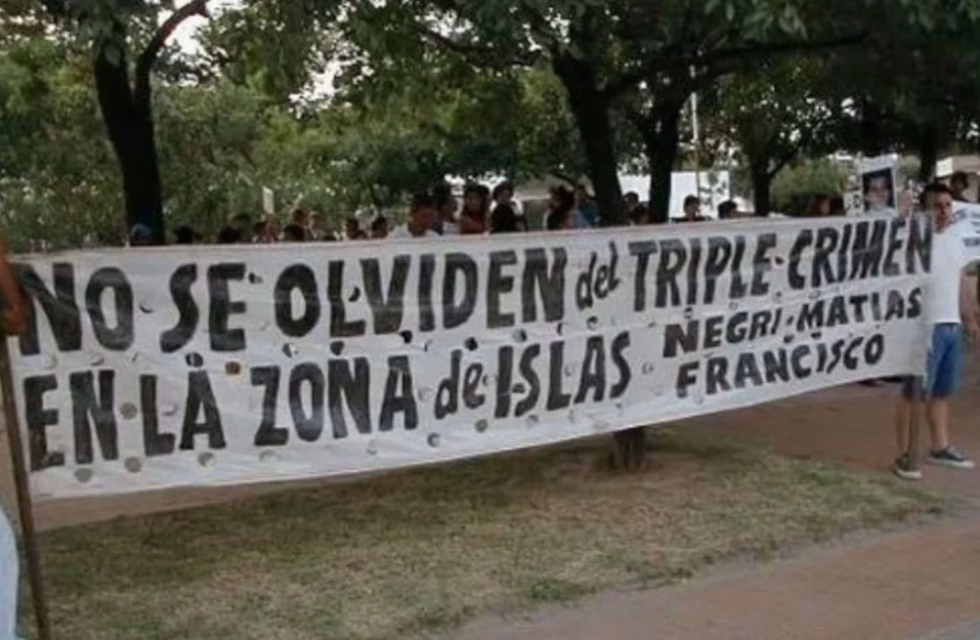 NO SE OLVIDEN del TRIPLE CRIMEN
EN LA ZONA de ISLAS NEGRI-MATIAS
FRANCISCO